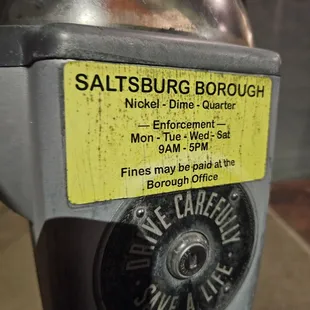 SALTSBURG BOROUGH
Nickel - Dime - Quarter
— Enforcement —
Mon - Tue - Wed - Sat
9AM - 5PM
Fines may be paid at the
Borough Office
DRIVE CAREFULLY
SAVE A LIFE